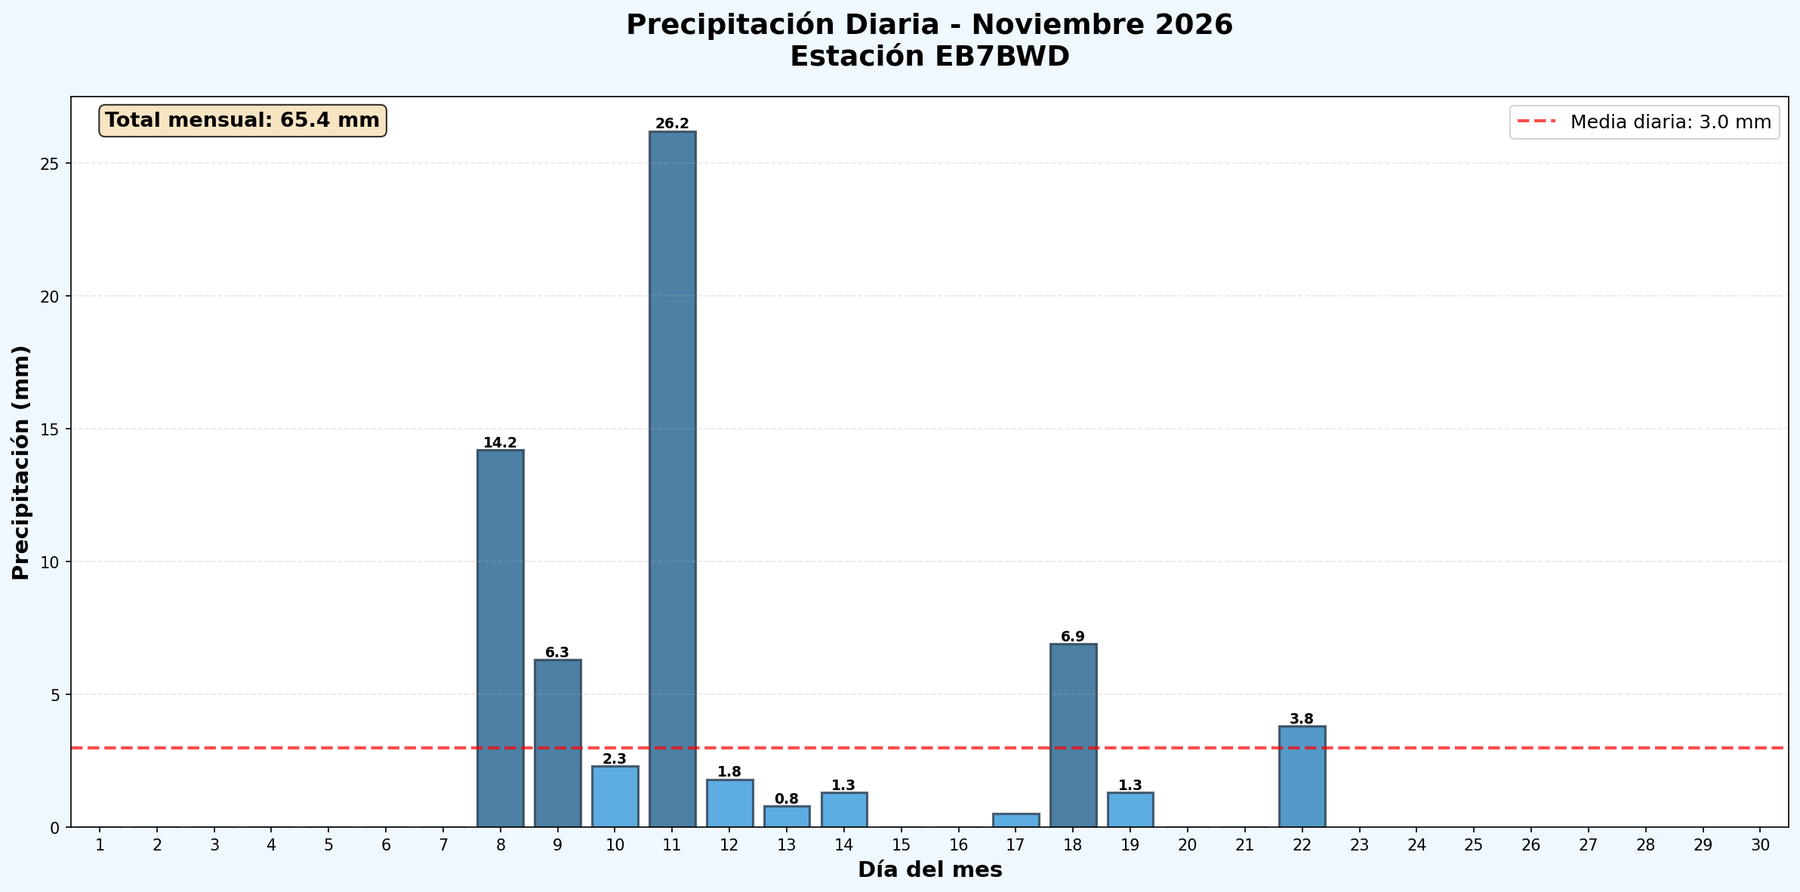 Precipitación Diaria - Noviembre 2026
Estación EB7BWD
Total mensual: 65.4 mm
Media diaria: 3.0 mm
Precipitación (mm)
25
20
15
10
5
0
14.2
6.3
2.3
26.2
1.8
0.8
1.3
6.9
1.3
3.8
1 2 3 4 5 6 7 8 9 10 11 12 13 14 15 16 17 18 19 20 21 22 23 24 25 26 27 28 29 30
Día del mes